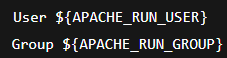 User ${APACHE_RUN_USER}
Group ${APACHE_RUN_GROUP}